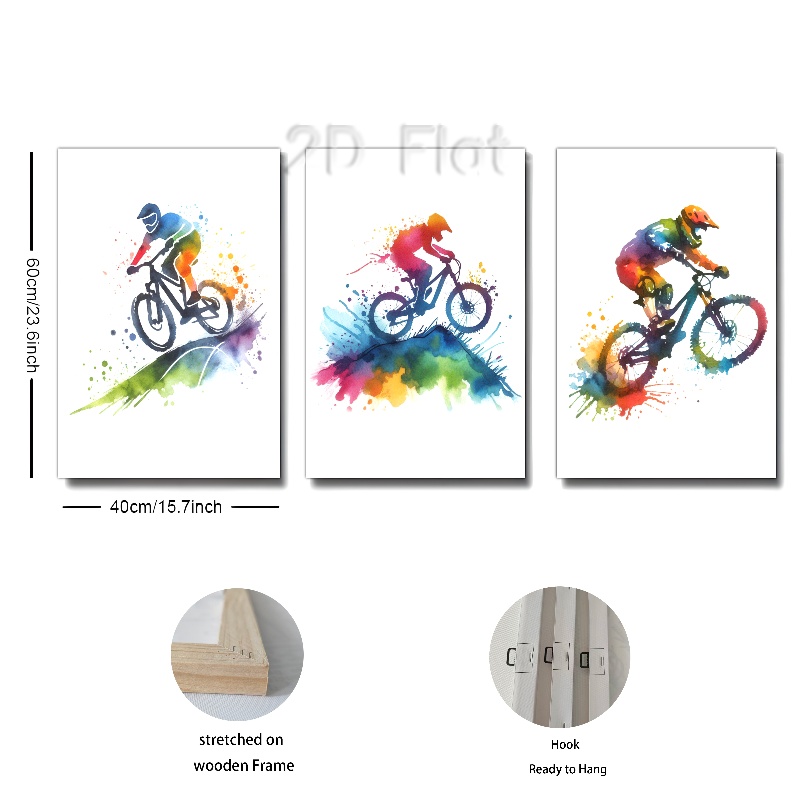 2D Flat
60cm/23.6inch
40cm/15.7inch
stretched on
wooden Frame
Hook
Ready to Hang